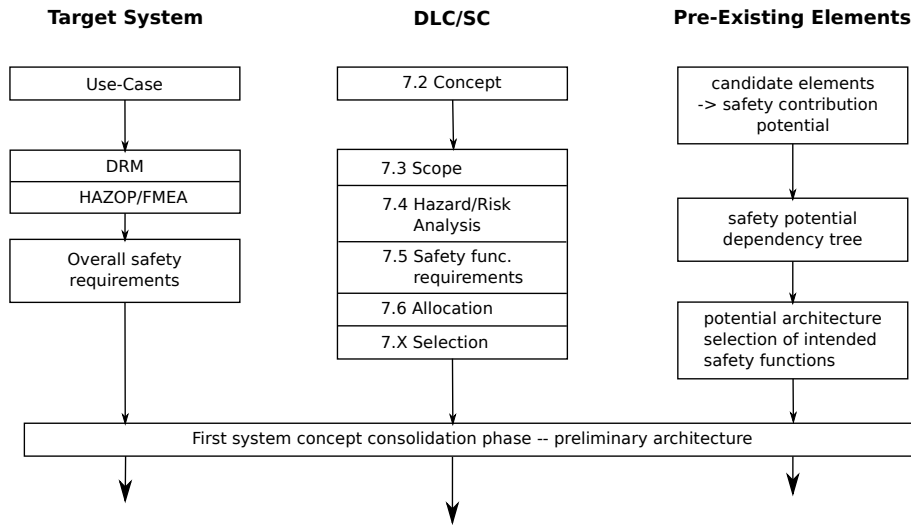 Target System
DLC/SC
Pre-Existing Elements
Use-Case
DRM
HAZOP/FMEA
Overall safety
requirements
7.2 Concept
7.3 Scope
7.4 Hazard/Risk
Analysis
7.5 Safety func.
requirements
7.6 Allocation
7.X Selection
candidate elements
-> safety contribution
potential
safety potential
dependency tree
potential architecture
selection of intended
safety functions
First system concept consolidation phase -- preliminary architecture